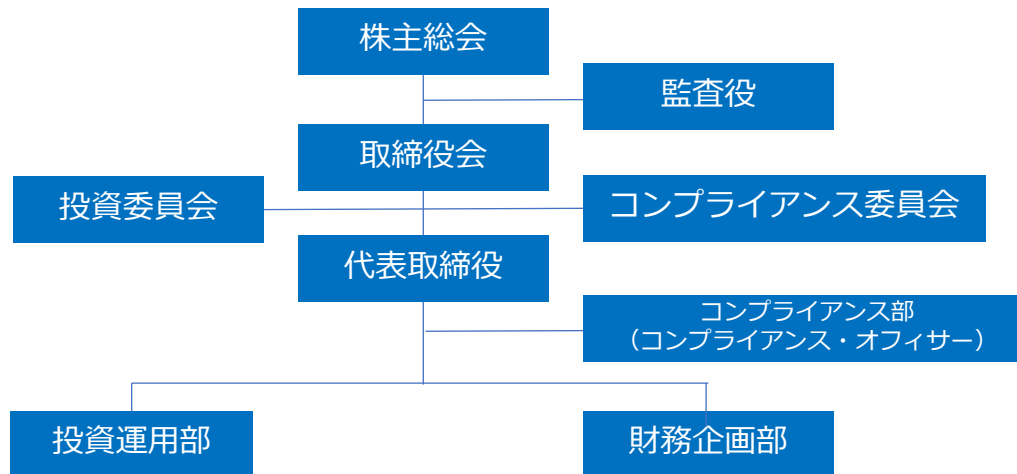 株主総会
監査役
取締役会
投資委員会
コンプライアンス委員会
代表取締役
コンプライアンス部
（コンプライアンス・オフィサー）
投資運用部
財務企画部